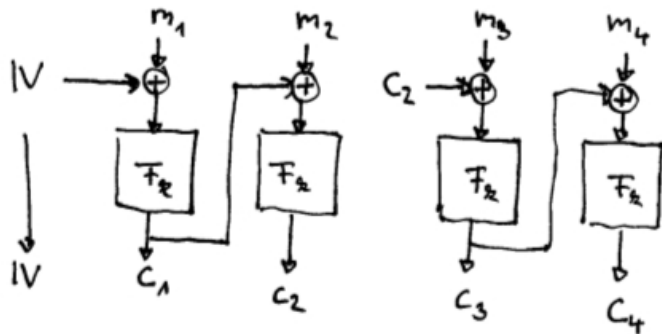 m₁ m₂ m₃ m₄
IV ⊕ ⊕ C₂ ⊕ ⊕
Fₖ Fₖ Fₖ Fₖ
IV C₁ C₂ C₃ C₄